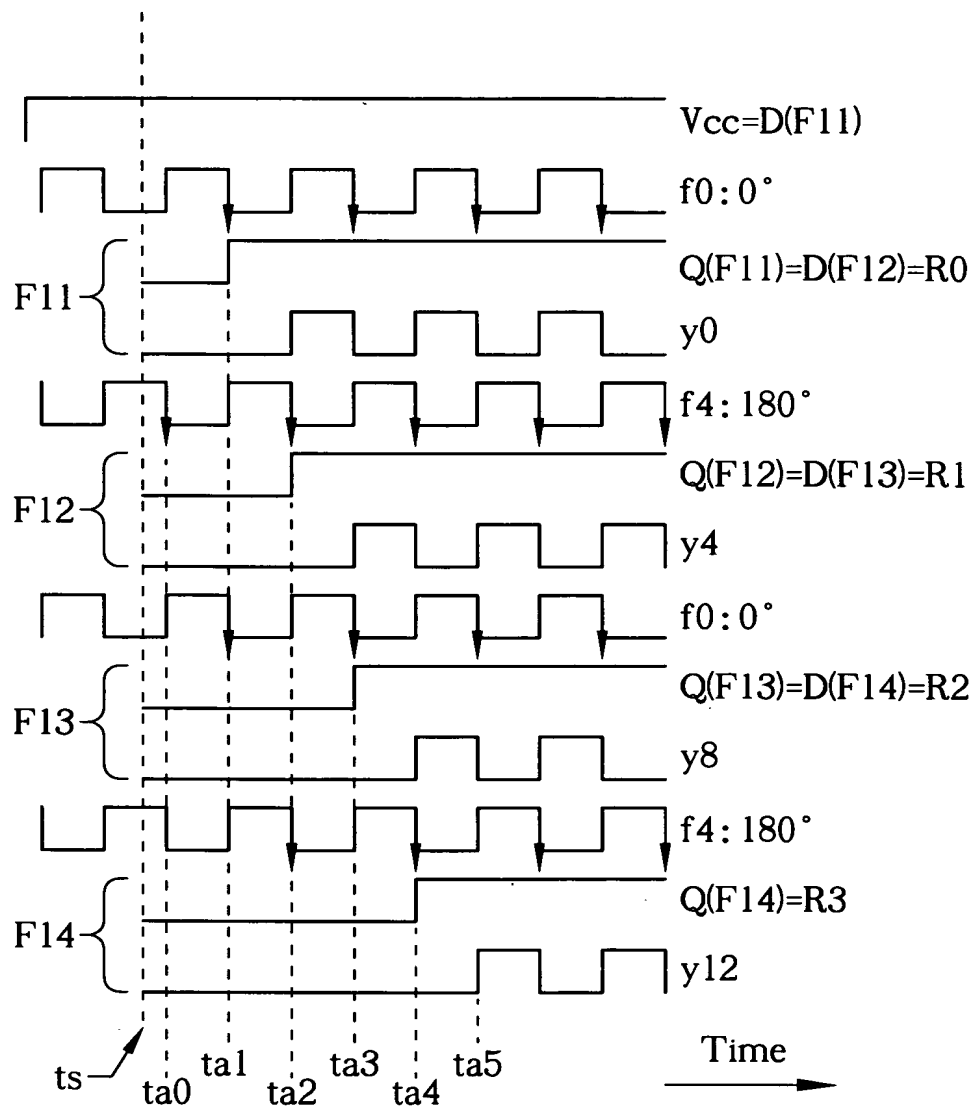 Vcc=D(F11)
f0:0°
F11
Q(F11)=D(F12)=R0
y0
f4:180°
F12
Q(F12)=D(F13)=R1
y4
f0:0°
F13
Q(F13)=D(F14)=R2
y8
f4:180°
F14
Q(F14)=R3
y12
ts
ta0
ta1
ta2
ta3
ta4
ta5
Time